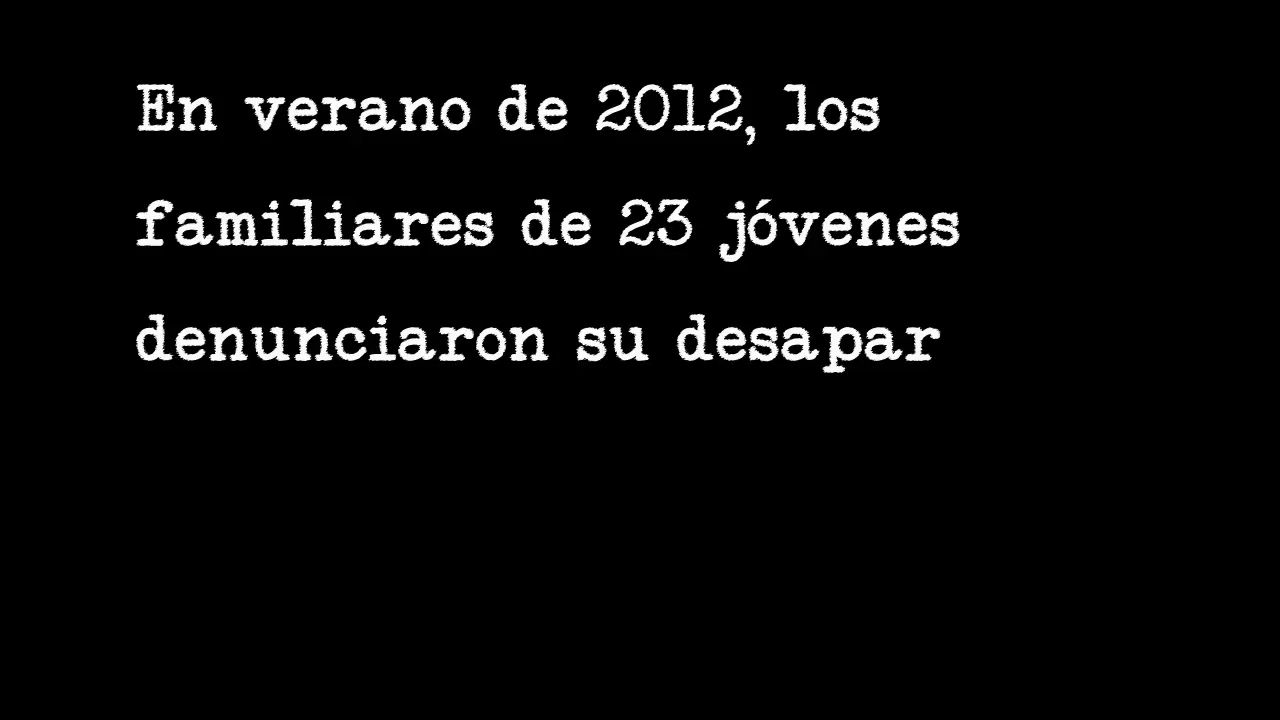 En verano de 2012, los
familiares de 23 jóvenes
denunciaron su desapar